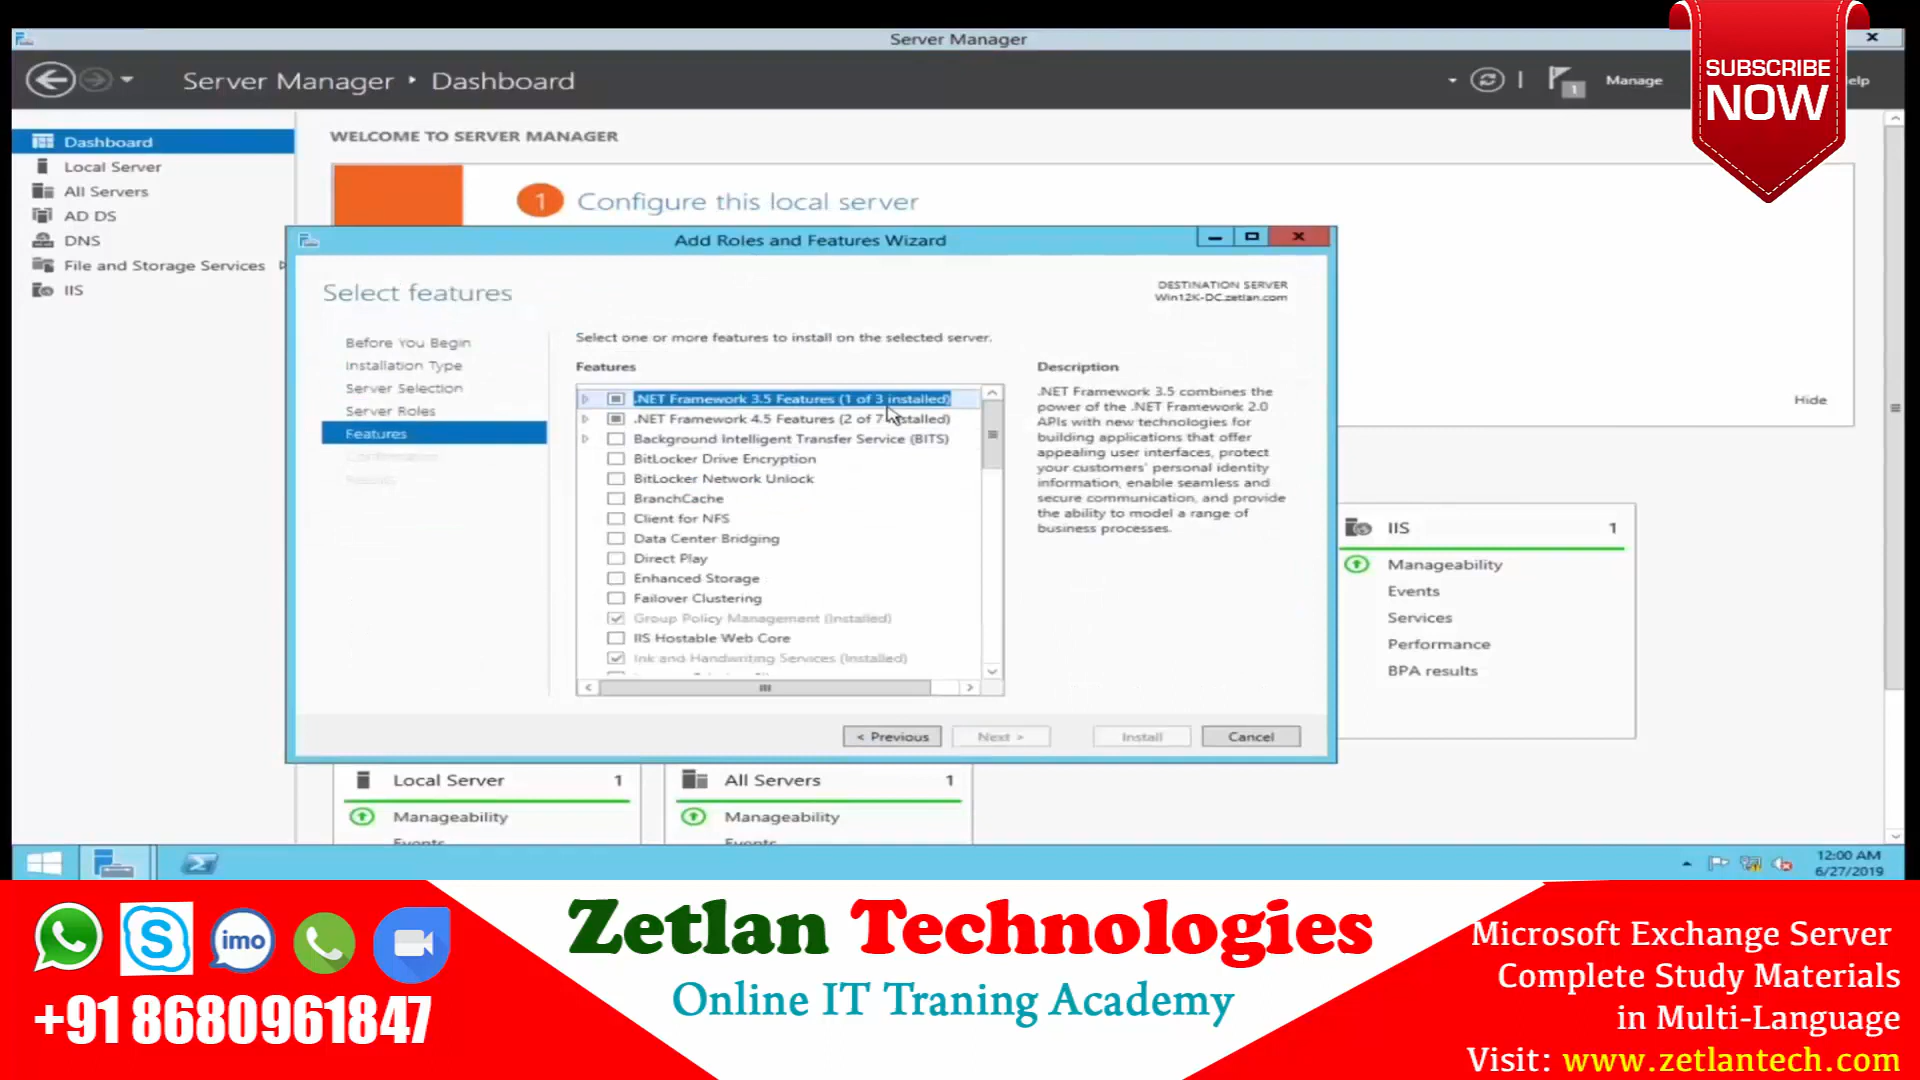 Server Manager
Server Manager • Dashboard
1
Manage
elp
SUBSCRIBE
NOW
Dashboard
Local Server
All Servers
AD DS
DNS
File and Storage Services
IIS
WELCOME TO SERVER MANAGER
1 Configure this local server
Hide
Add Roles and Features Wizard
Select features
DESTINATION SERVER
Win12K-DC.zetlan.com
Before You Begin
Installation Type
Server Selection
Server Roles
Features
Confirmation
Results
Select one or more features to install on the selected server.
Features
.NET Framework 3.5 Features (1 of 3 installed)
.NET Framework 4.5 Features (2 of 7 installed)
Background Intelligent Transfer Service (BITS)
BitLocker Drive Encryption
BitLocker Network Unlock
BranchCache
Client for NFS
Data Center Bridging
Direct Play
Enhanced Storage
Failover Clustering
Group Policy Management (Installed)
IIS Hostable Web Core
Ink and Handwriting Services (Installed)
Description
.NET Framework 3.5 combines the
power of the .NET Framework 2.0
APIs with new technologies for
building applications that offer
appealing user interfaces, protect
your customers' personal identity
information, enable seamless and
secure communication, and provide
the ability to model a range of
business processes.
< Previous
Next >
Install
Cancel
IIS 1
Manageability
Events
Services
Performance
BPA results
Local Server 1
Manageability
Events
All Servers 1
Manageability
Events
12:00 AM
6/27/2019
imo
+91 8680961847
Zetlan Technologies
Online IT Traning Academy
Microsoft Exchange Server
Complete Study Materials
in Multi-Language
Visit: www.zetlantech.com